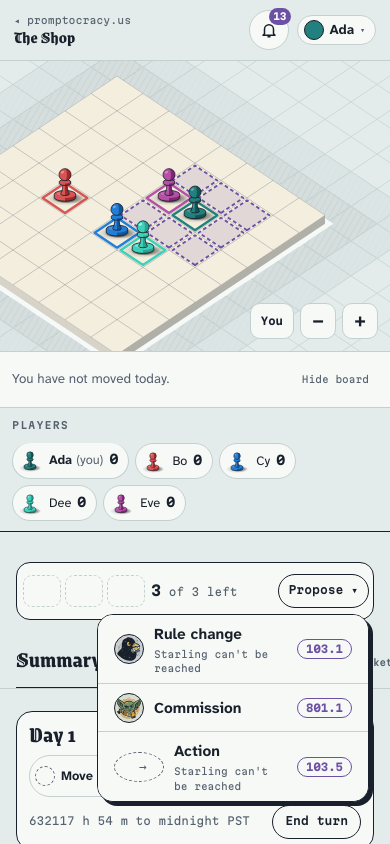 ◂ promptocracy.us
The Shop
13
Ada ▾
You
−
+
You have not moved today.
Hide board
PLAYERS
Ada (you) 0
Bo 0
Cy 0
Dee 0
Eve 0
3 of 3 left
Propose ▾
Rule change
Starling can't be
reached
103.1
Summary
ket
Commission
801.1
Day 1
Action
Starling can't
be reached
103.5
→
Move
632117 h 54 m to midnight PST
End turn